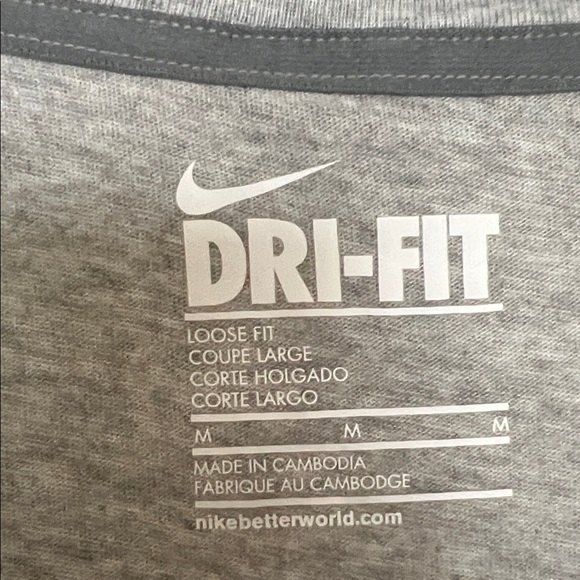 DRI-FIT
LOOSE FIT
COUPE LARGE
CORTE HOLGADO
CORTE LARGO
M M M
MADE IN CAMBODIA
FABRIQUE AU CAMBODGE
nikebetterworld.com